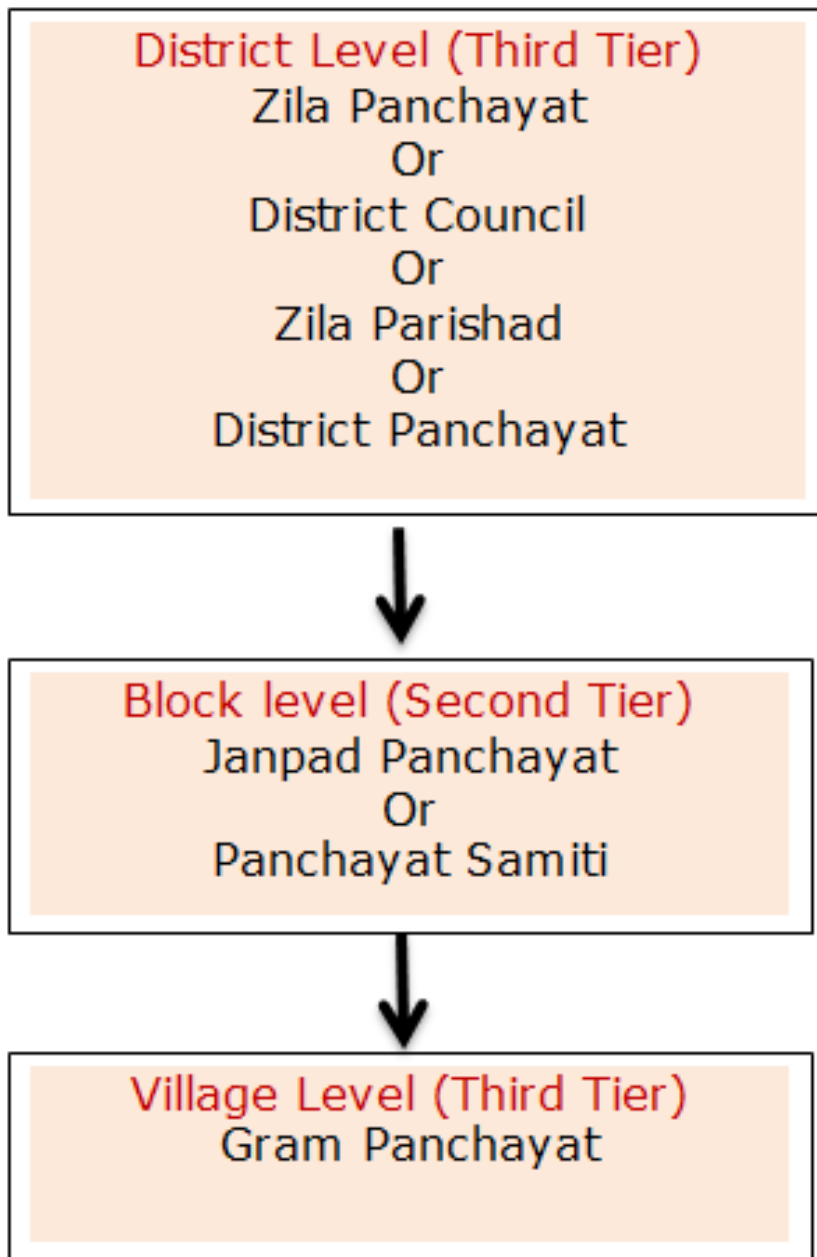 District Level (Third Tier)
Zila Panchayat
Or
District Council
Or
Zila Parishad
Or
District Panchayat
Block level (Second Tier)
Janpad Panchayat
Or
Panchayat Samiti
Village Level (Third Tier)
Gram Panchayat